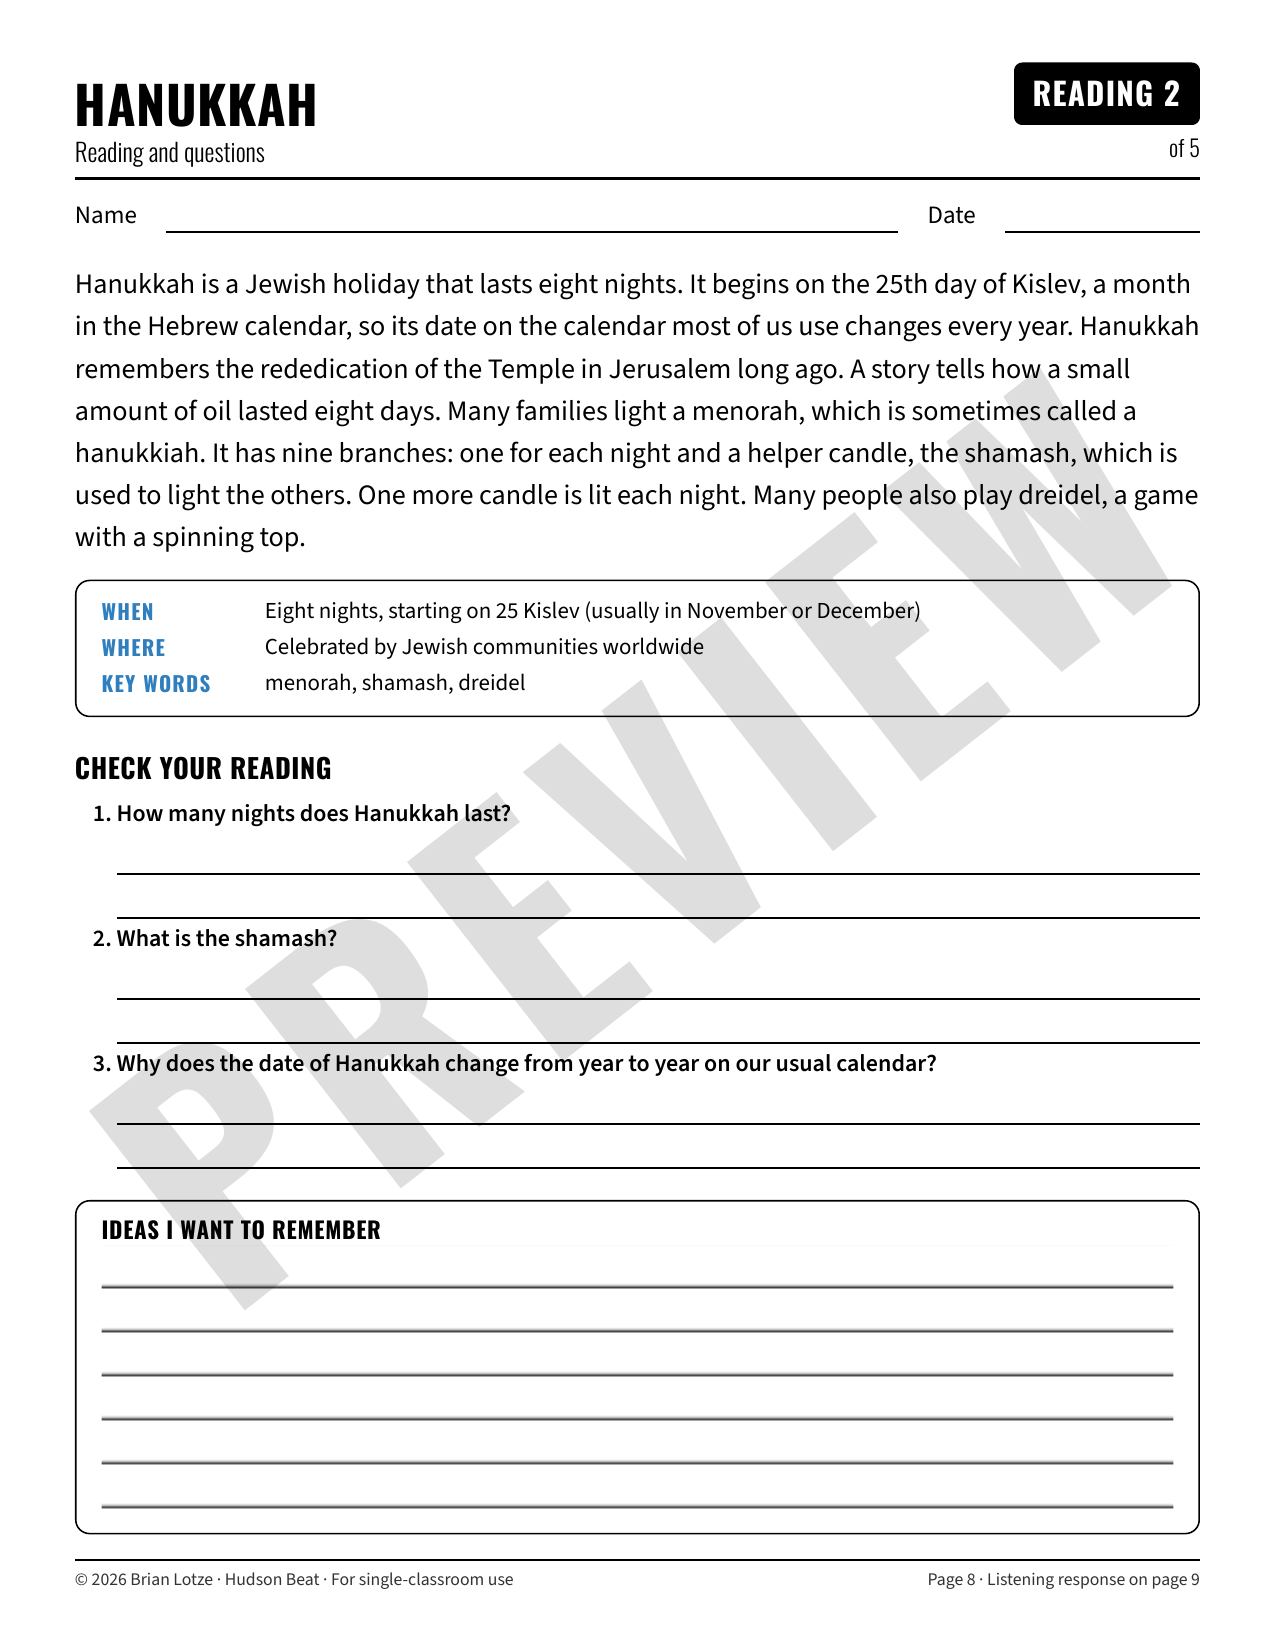 HANUKKAH
READING 2
Reading and questions
of 5
Name
Date
Hanukkah is a Jewish holiday that lasts eight nights. It begins on the 25th day of Kislev, a month
in the Hebrew calendar, so its date on the calendar most of us use changes every year. Hanukkah
remembers the rededication of the Temple in Jerusalem long ago. A story tells how a small
amount of oil lasted eight days. Many families light a menorah, which is sometimes called a
hanukkiah. It has nine branches: one for each night and a helper candle, the shamash, which is
used to light the others. One more candle is lit each night. Many people also play dreidel, a game
with a spinning top.
WHEN Eight nights, starting on 25 Kislev (usually in November or December)
WHERE Celebrated by Jewish communities worldwide
KEY WORDS menorah, shamash, dreidel
CHECK YOUR READING
1. How many nights does Hanukkah last?
2. What is the shamash?
3. Why does the date of Hanukkah change from year to year on our usual calendar?
IDEAS I WANT TO REMEMBER
© 2026 Brian Lotze · Hudson Beat · For single-classroom use
Page 8 · Listening response on page 9
PREVIEW